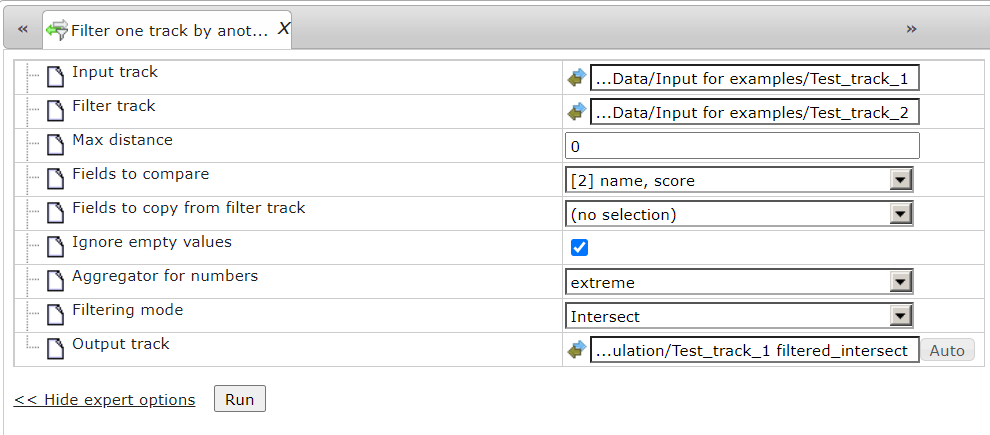 « Filter one track by anot... X »
Input track ...Data/Input for examples/Test_track_1
Filter track ...Data/Input for examples/Test_track_2
Max distance 0
Fields to compare [2] name, score
Fields to copy from filter track (no selection)
Ignore empty values
Aggregator for numbers extreme
Filtering mode Intersect
Output track ...ulation/Test_track_1 filtered_intersect Auto
<< Hide expert options Run